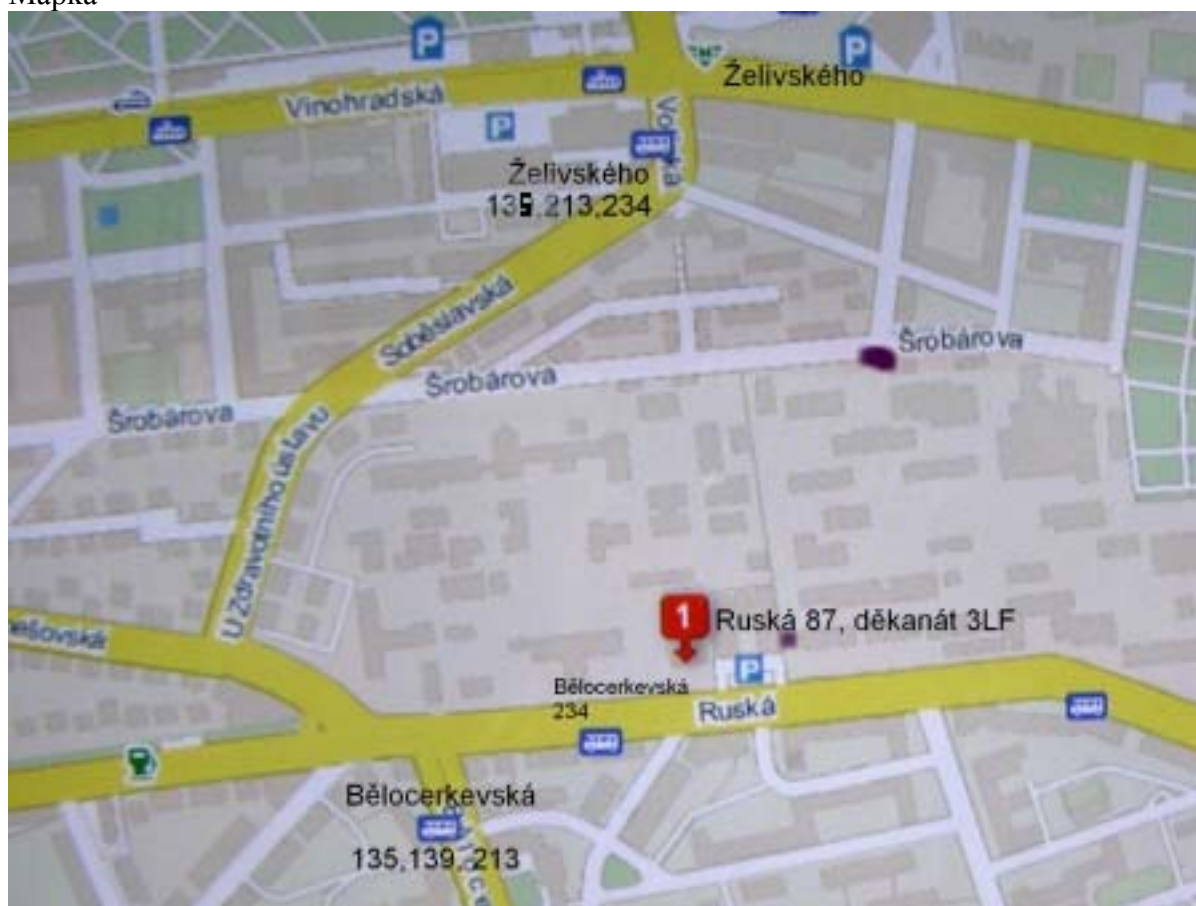 Mapka
P
P
Želivského
Vinohradská
P
Želivského
135,213,234
Soběslavská
Šrobárova
Šrobárova
Šrobárova
U Zdravotního ústavu
1
Ruská 87, děkanát 3LF
P
Bělocerkevská
234
Ruská
Bělocerkevská
135,139,213